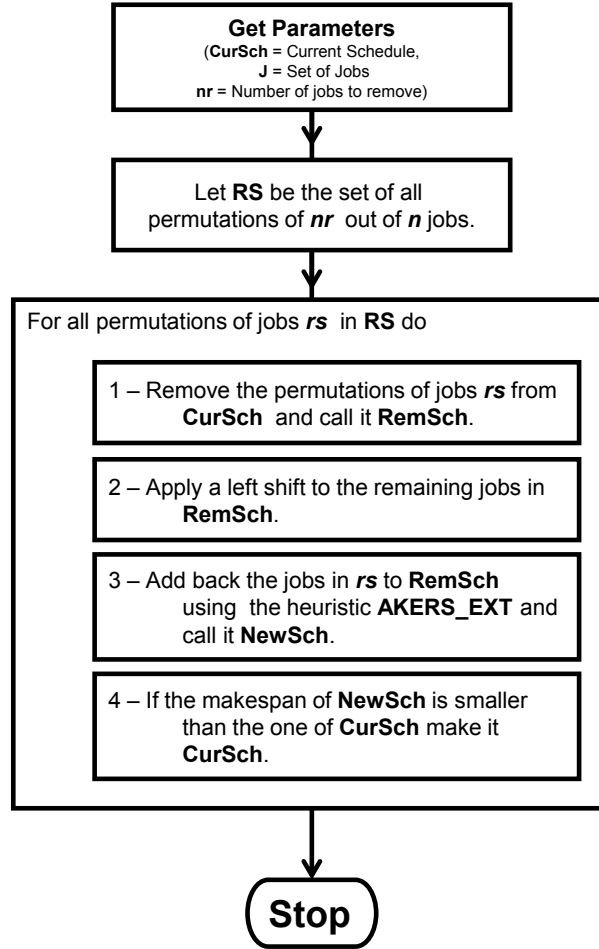 Get Parameters
(CurSch = Current Schedule,
J = Set of Jobs
nr = Number of jobs to remove)
Let RS be the set of all
permutations of nr out of n jobs.
For all permutations of jobs rs in RS do
1 – Remove the permutations of jobs rs from
CurSch and call it RemSch.
2 – Apply a left shift to the remaining jobs in
RemSch.
3 – Add back the jobs in rs to RemSch
using the heuristic AKERS_EXT and
call it NewSch.
4 – If the makespan of NewSch is smaller
than the one of CurSch make it
CurSch.
Stop